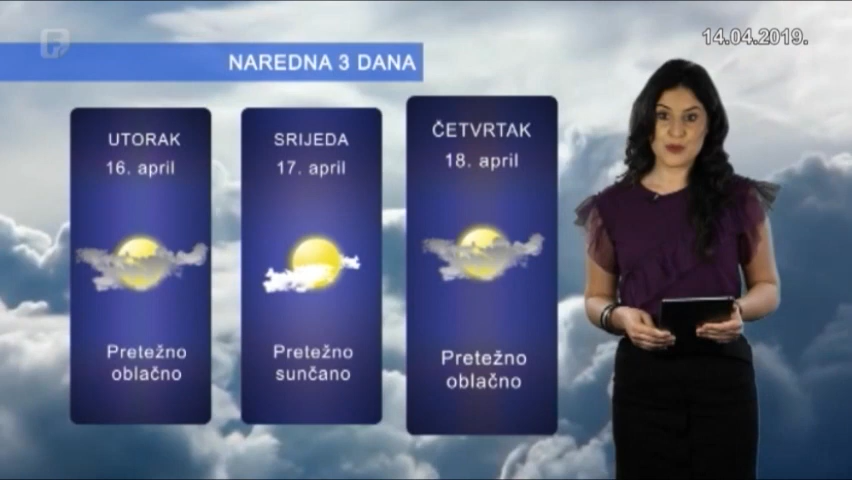 14.04.2019.
NAREDNA 3 DANA
UTORAK
16. april
Pretežno
oblačno
SRIJEDA
17. april
Pretežno
sunčano
ČETVRTAK
18. april
Pretežno
oblačno